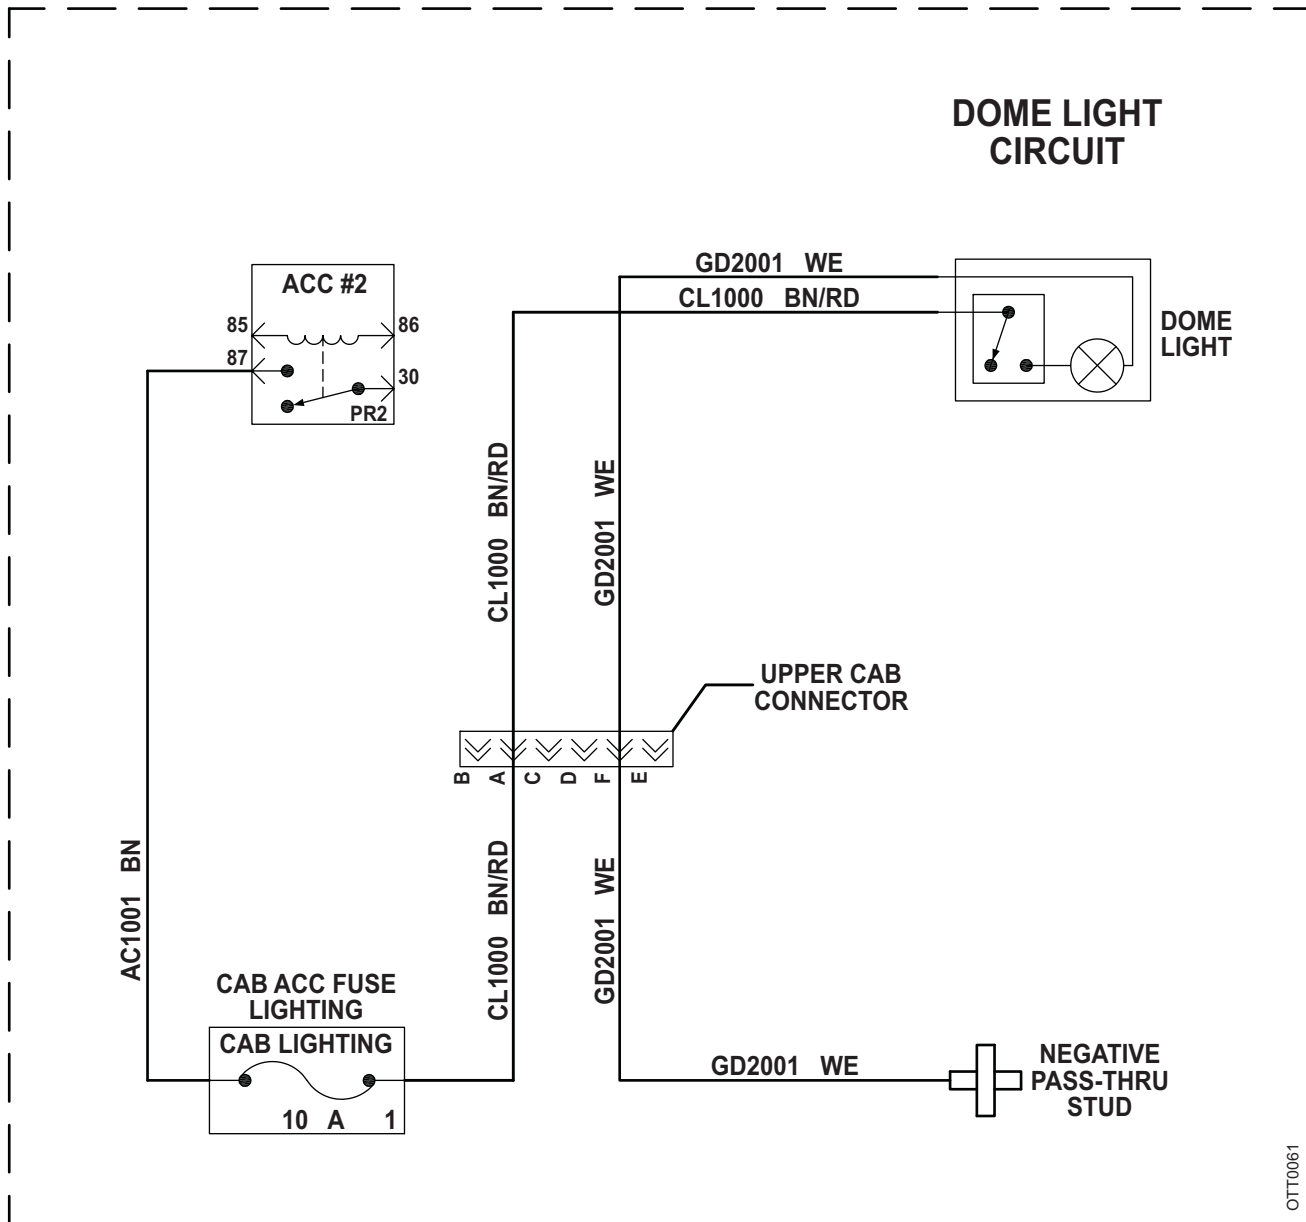 DOME LIGHT
CIRCUIT
GD2001 WE
CL1000 BN/RD
ACC #2
85
86
87
30
PR2
DOME
LIGHT
CL1000 BN/RD
GD2001 WE
UPPER CAB
CONNECTOR
B
A
C
D
F
E
AC1001 BN
CL1000 BN/RD
GD2001 WE
CAB ACC FUSE
LIGHTING
CAB LIGHTING
10 A 1
GD2001 WE
NEGATIVE
PASS-THRU
STUD
OTT0061